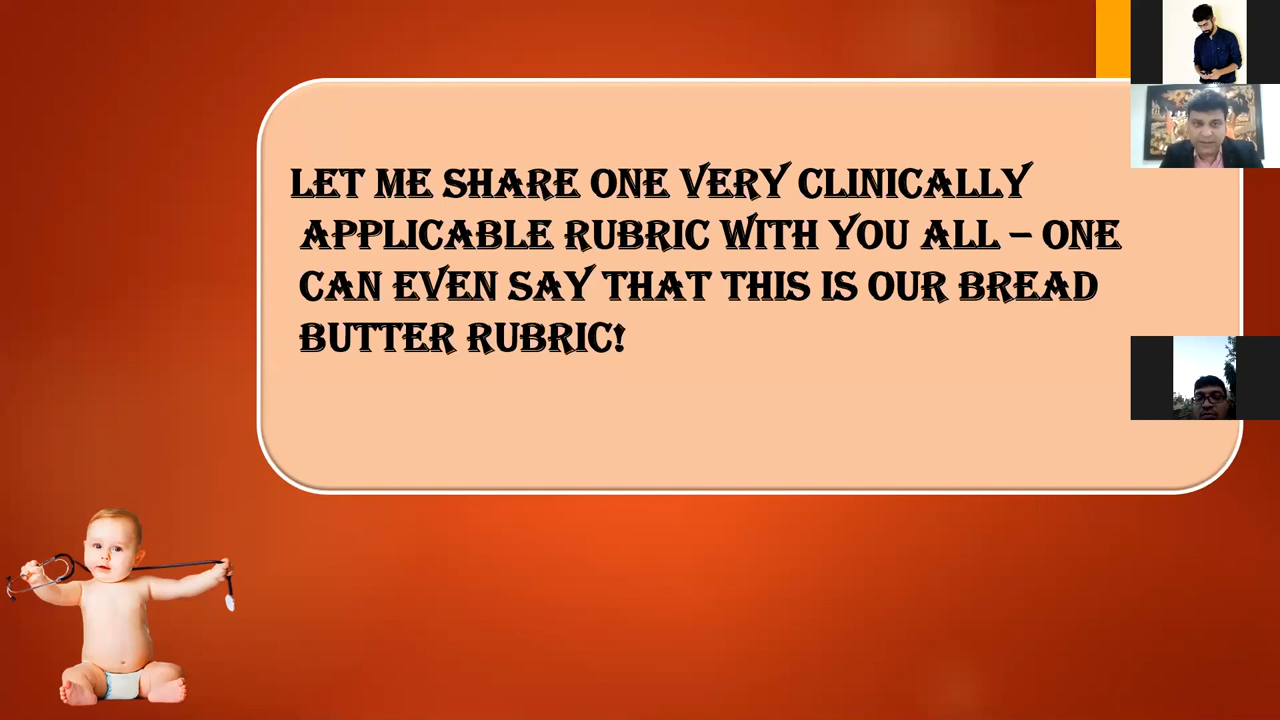 LET ME SHARE ONE VERY CLINICALLY
APPLICABLE RUBRIC WITH YOU ALL – ONE
CAN EVEN SAY THAT THIS IS OUR BREAD
BUTTER RUBRIC!